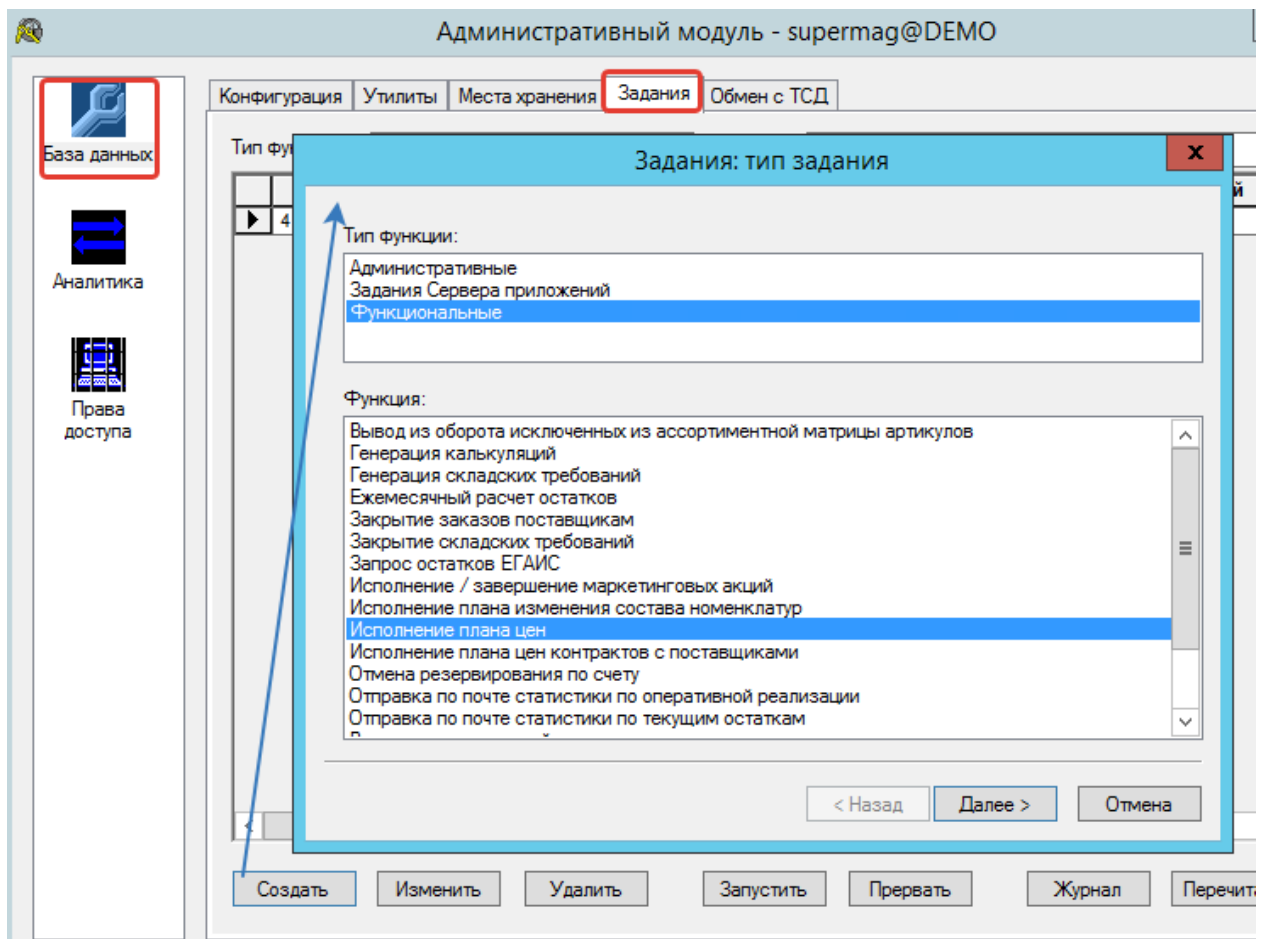 Административный модуль - supermag@DEMO
База данных
Аналитика
Права
доступа
Конфигурация Утилиты Места хранения Задания Обмен с ТСД
Тип фун
й
4
Задания: тип задания
x
Тип функции:
Административные
Задания Сервера приложений
Функциональные
Функция:
Вывод из оборота исключенных из ассортиментной матрицы артикулов
Генерация калькуляций
Генерация складских требований
Ежемесячный расчет остатков
Закрытие заказов поставщикам
Закрытие складских требований
Запрос остатков ЕГАИС
Исполнение / завершение маркетинговых акций
Исполнение плана изменения состава номенклатур
Исполнение плана цен
Исполнение плана цен контрактов с поставщиками
Отмена резервирования по счету
Отправка по почте статистики по оперативной реализации
Отправка по почте статистики по текущим остаткам
< Назад Далее > Отмена
Создать Изменить Удалить Запустить Прервать Журнал Перечит